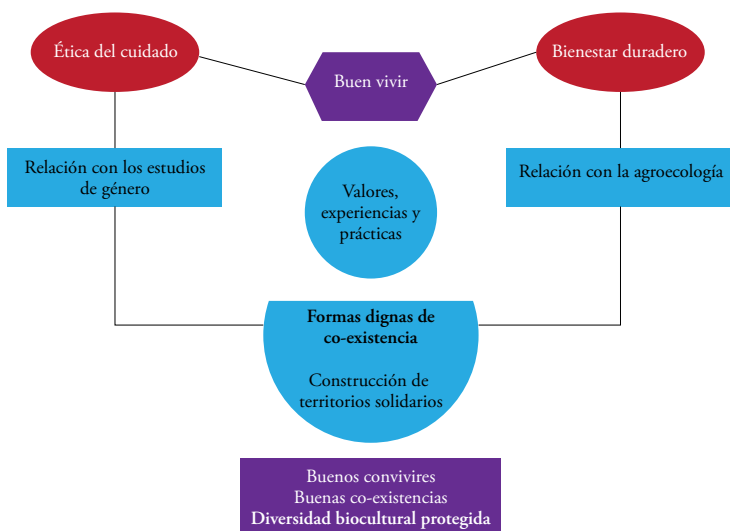 Ética del cuidado
Buen vivir
Bienestar duradero
Relación con los estudios
de género
Valores,
experiencias y
prácticas
Relación con la agroecología
Formas dignas de
co-existencia
Construcción de
territorios solidarios
Buenos convivires
Buenas co-existencias
Diversidad biocultural protegida